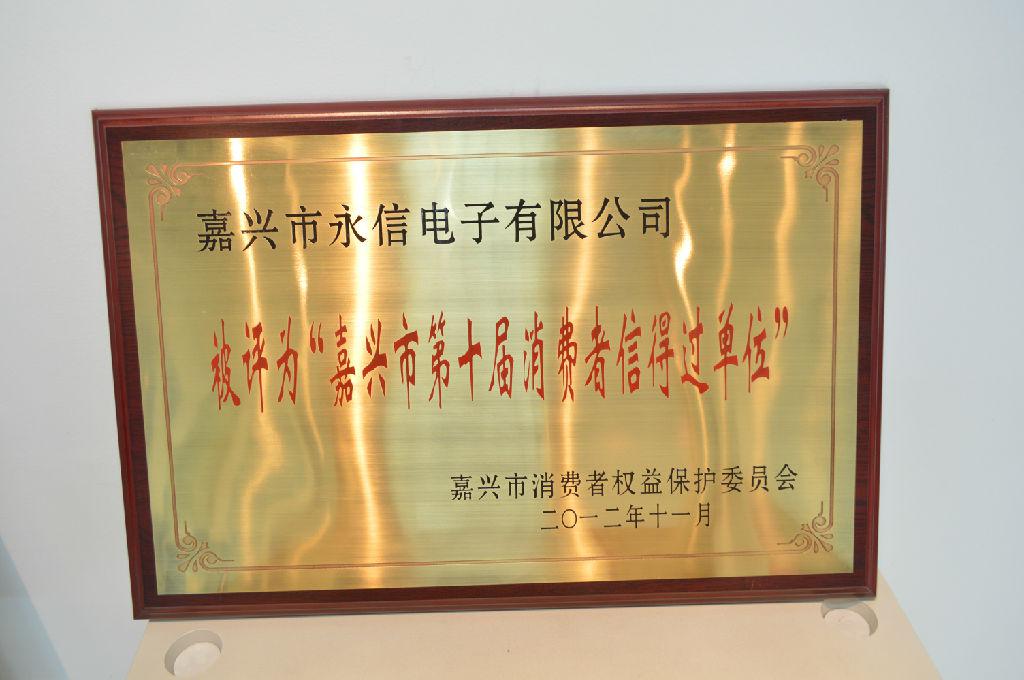 嘉兴市永信电子有限公司
被评为“嘉兴市第十届消费者信得过单位”
嘉兴市消费者权益保护委员会
二〇一二年十一月